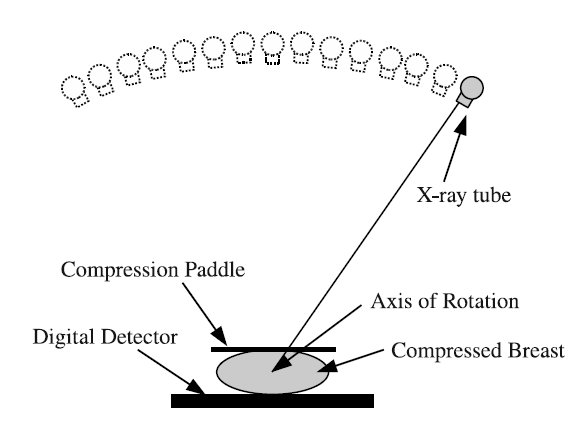 X-ray tube
Compression Paddle
Axis of Rotation
Digital Detector
Compressed Breast